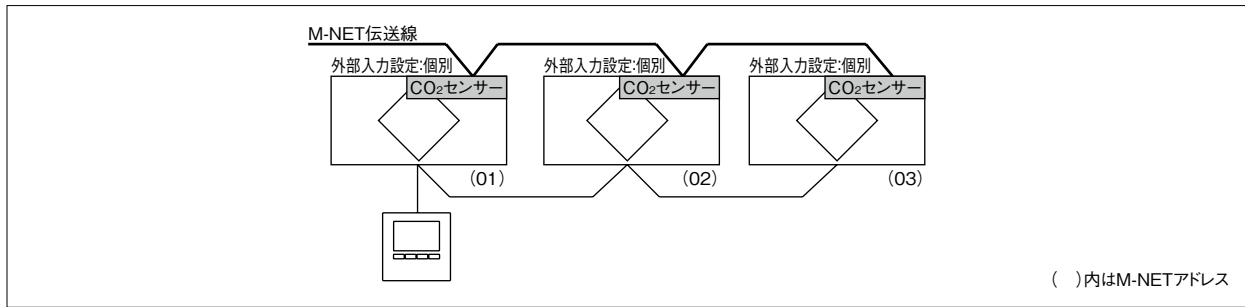 M-NET伝送線
外部入力設定:個別 外部入力設定:個別 外部入力設定:個別
CO₂センサー CO₂センサー CO₂センサー
(01) (02) (03)
( )内はM-NETアドレス